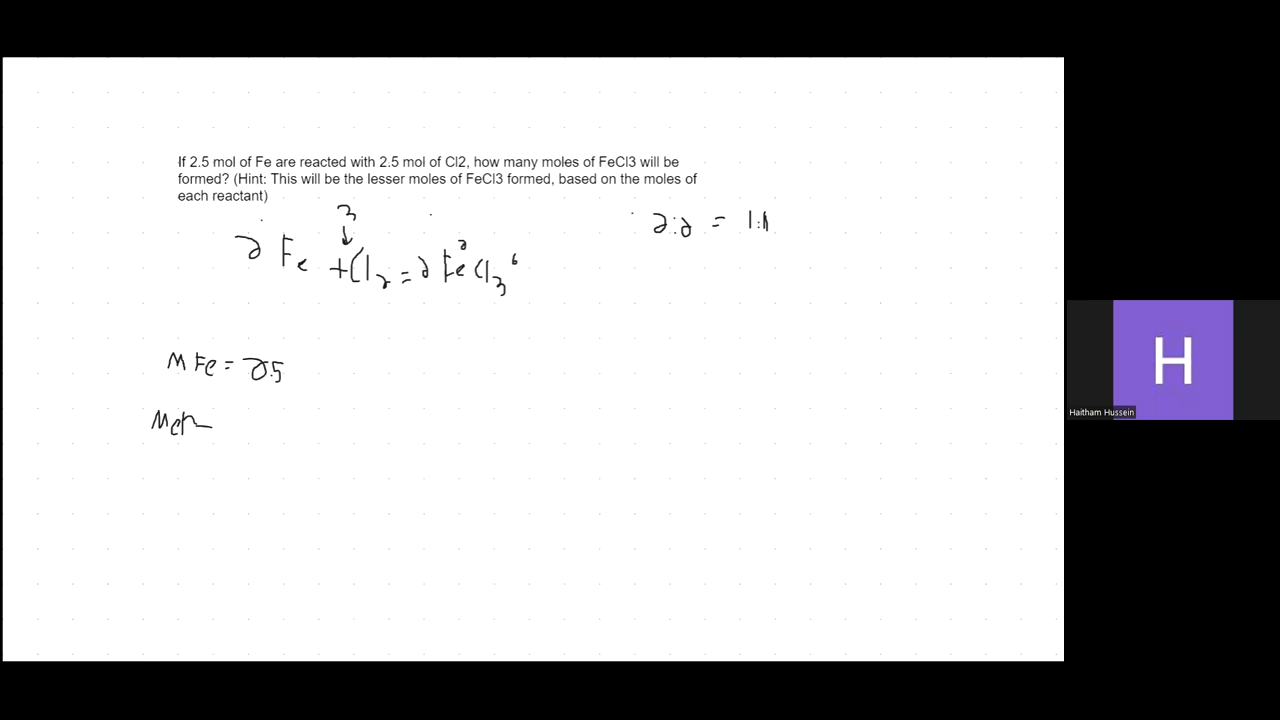 If 2.5 mol of Fe are reacted with 2.5 mol of Cl2, how many moles of FeCl3 will be
formed? (Hint: This will be the lesser moles of FeCl3 formed, based on the moles of
each reactant)
3
2 Fe + Cl2 = 2 FeCl3
2 6
2:2 = 1:1
M Fe = 2.5
H
Haitham Hussein